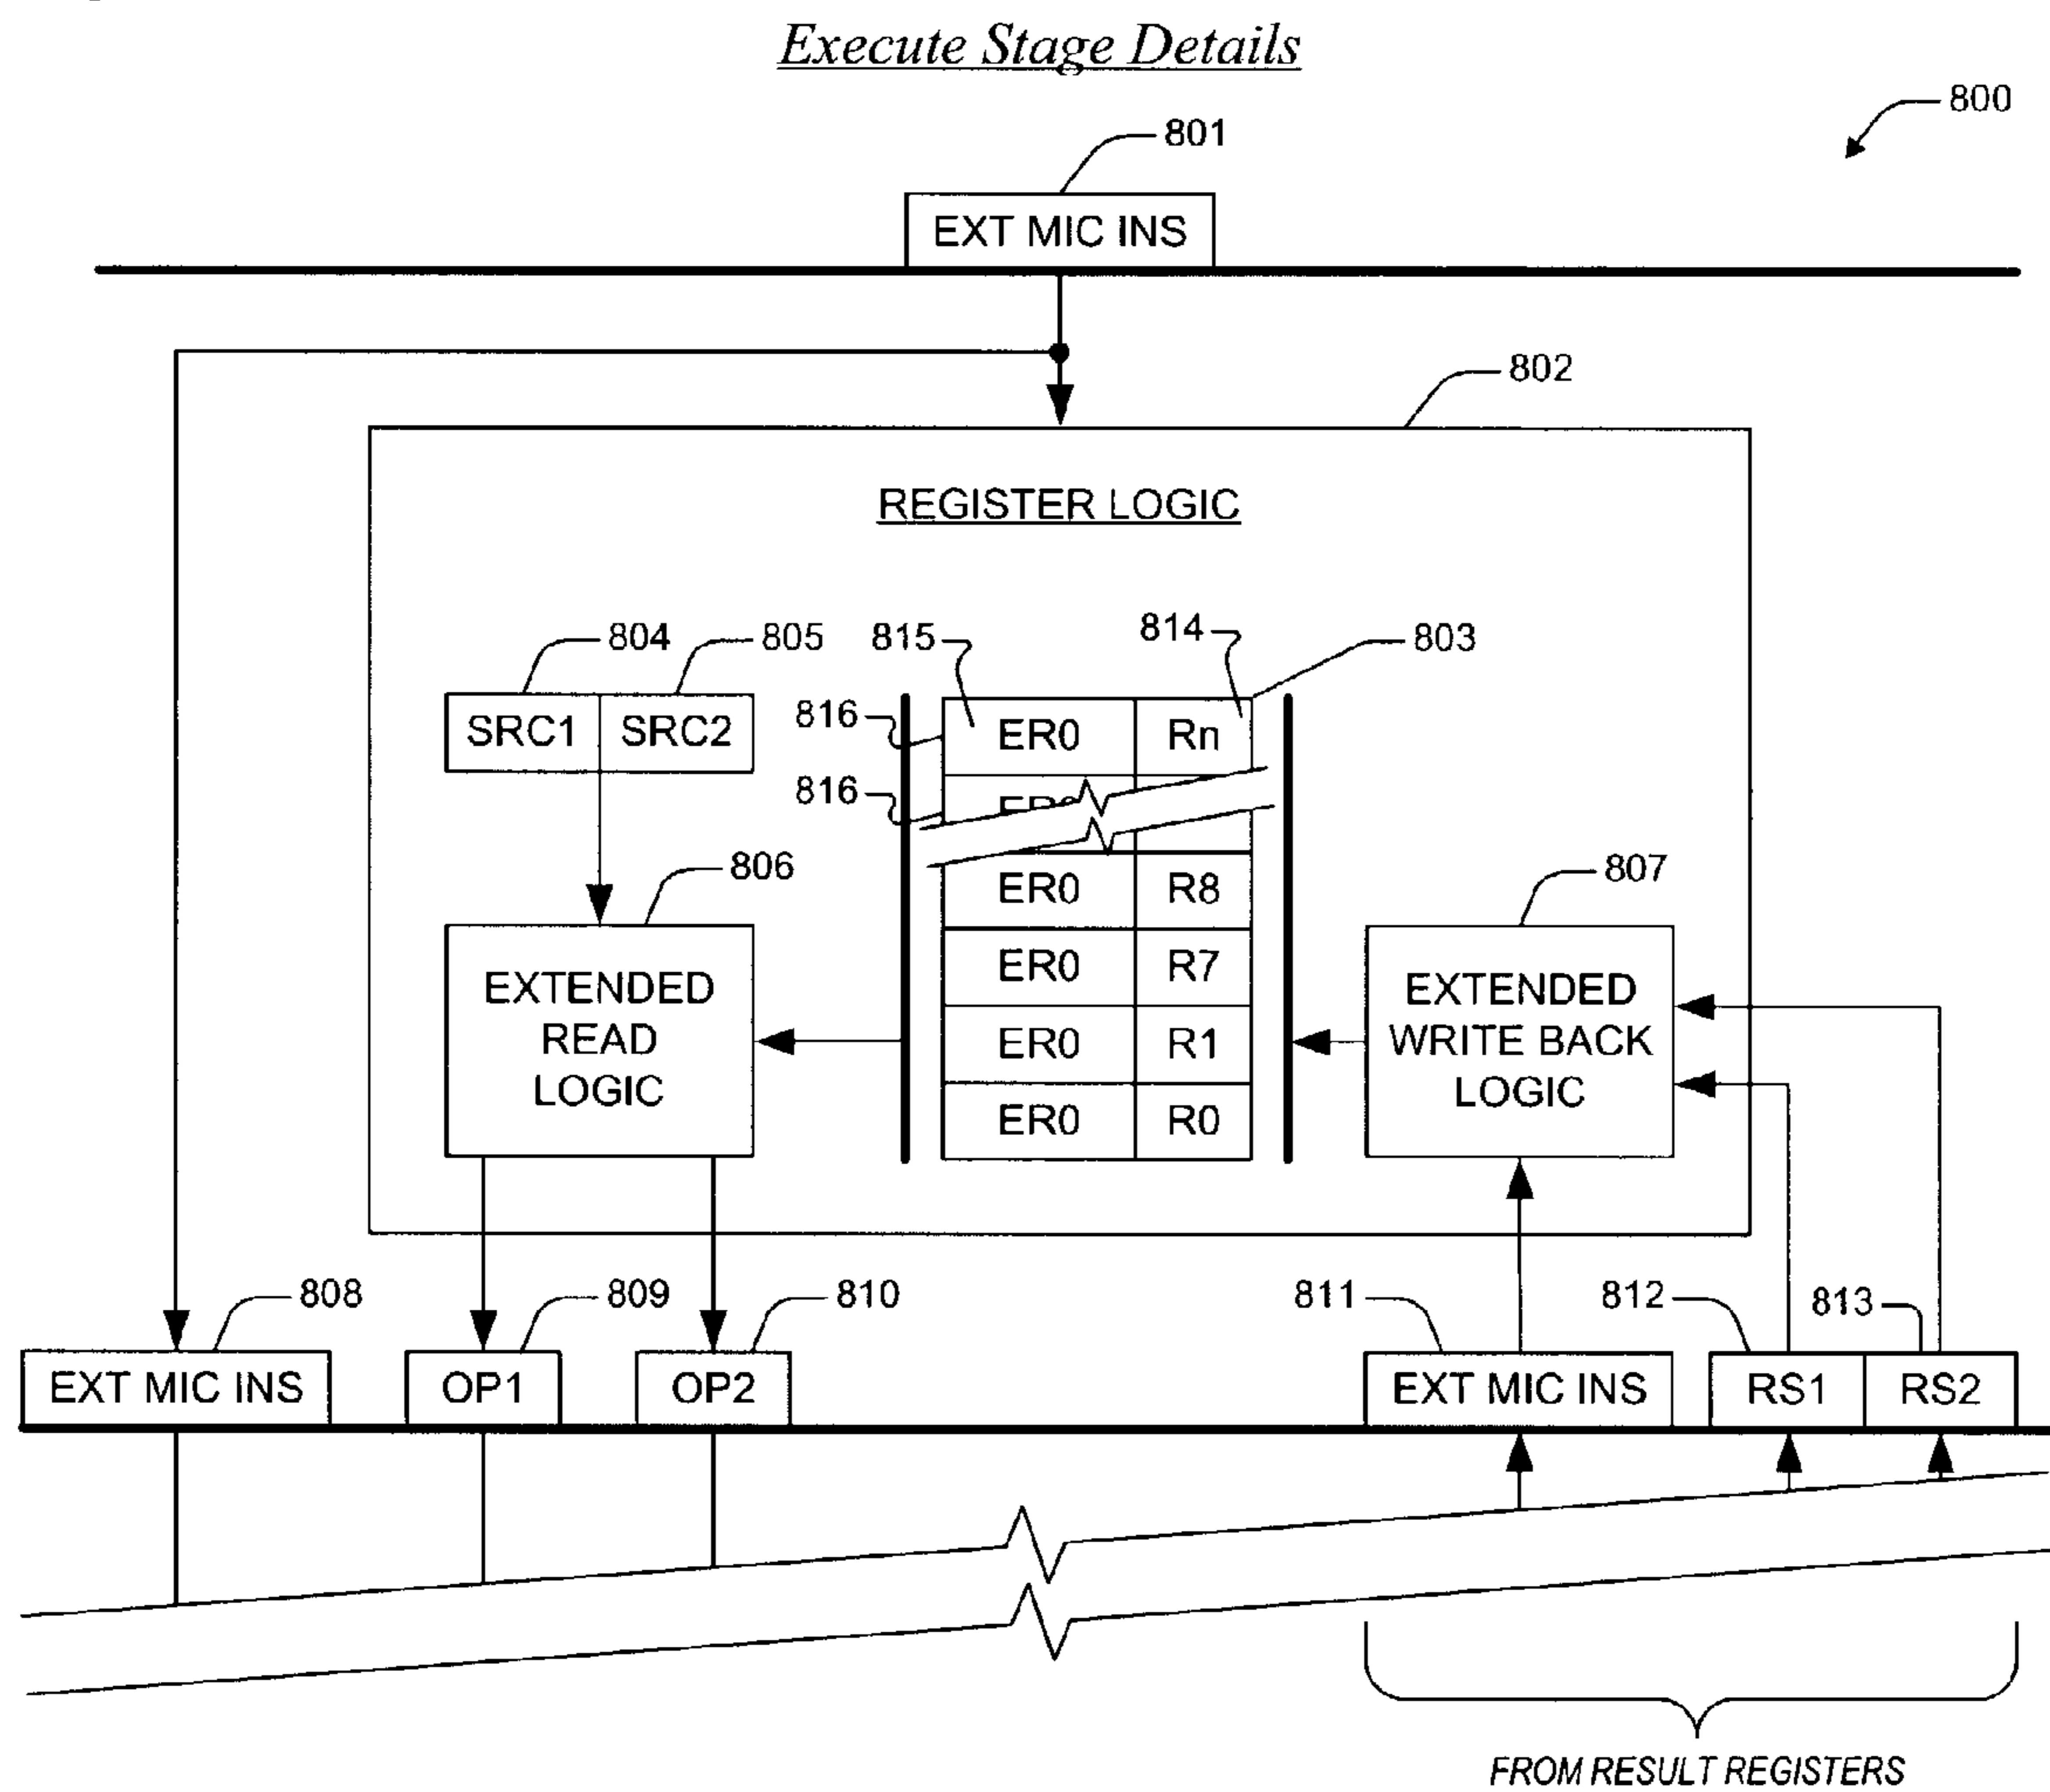 Execute Stage Details
800
801
EXT MIC INS
802
REGISTER LOGIC
804
805
815
814
803
SRC1 SRC2
816
ER0 Rn
816
ER0
806
ER0 R8
807
EXTENDED
READ
LOGIC
ER0 R7
ER0 R1
ER0 R0
EXTENDED
WRITE BACK
LOGIC
808
809
810
811
812
813
EXT MIC INS
OP1
OP2
EXT MIC INS
RS1 RS2
FROM RESULT REGISTERS